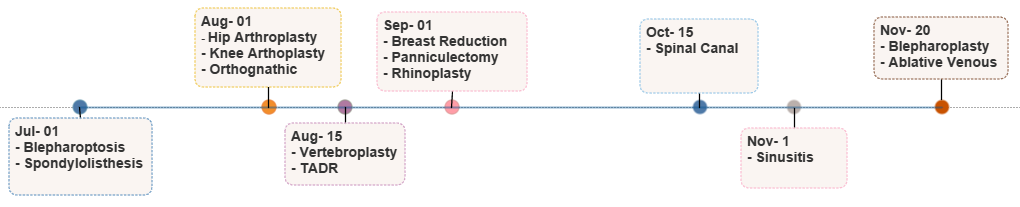 Jul- 01
- Blepharoptosis
- Spondylolisthesis
Aug- 01
- Hip Arthroplasty
- Knee Arthoplasty
- Orthognathic
Aug- 15
- Vertebroplasty
- TADR
Sep- 01
- Breast Reduction
- Panniculectomy
- Rhinoplasty
Oct- 15
- Spinal Canal
Nov- 1
- Sinusitis
Nov- 20
- Blepharoplasty
- Ablative Venous